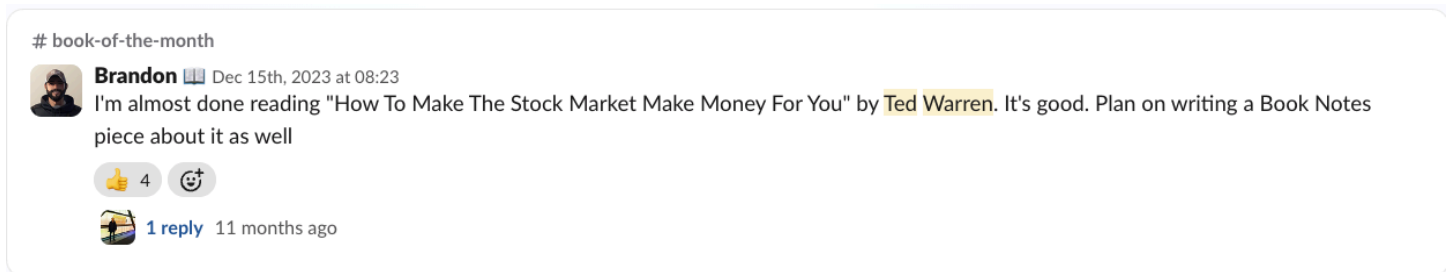 # book-of-the-month
Brandon 📖 Dec 15th, 2023 at 08:23
I'm almost done reading "How To Make The Stock Market Make Money For You" by Ted Warren. It's good. Plan on writing a Book Notes
piece about it as well
👍 4
1 reply 11 months ago